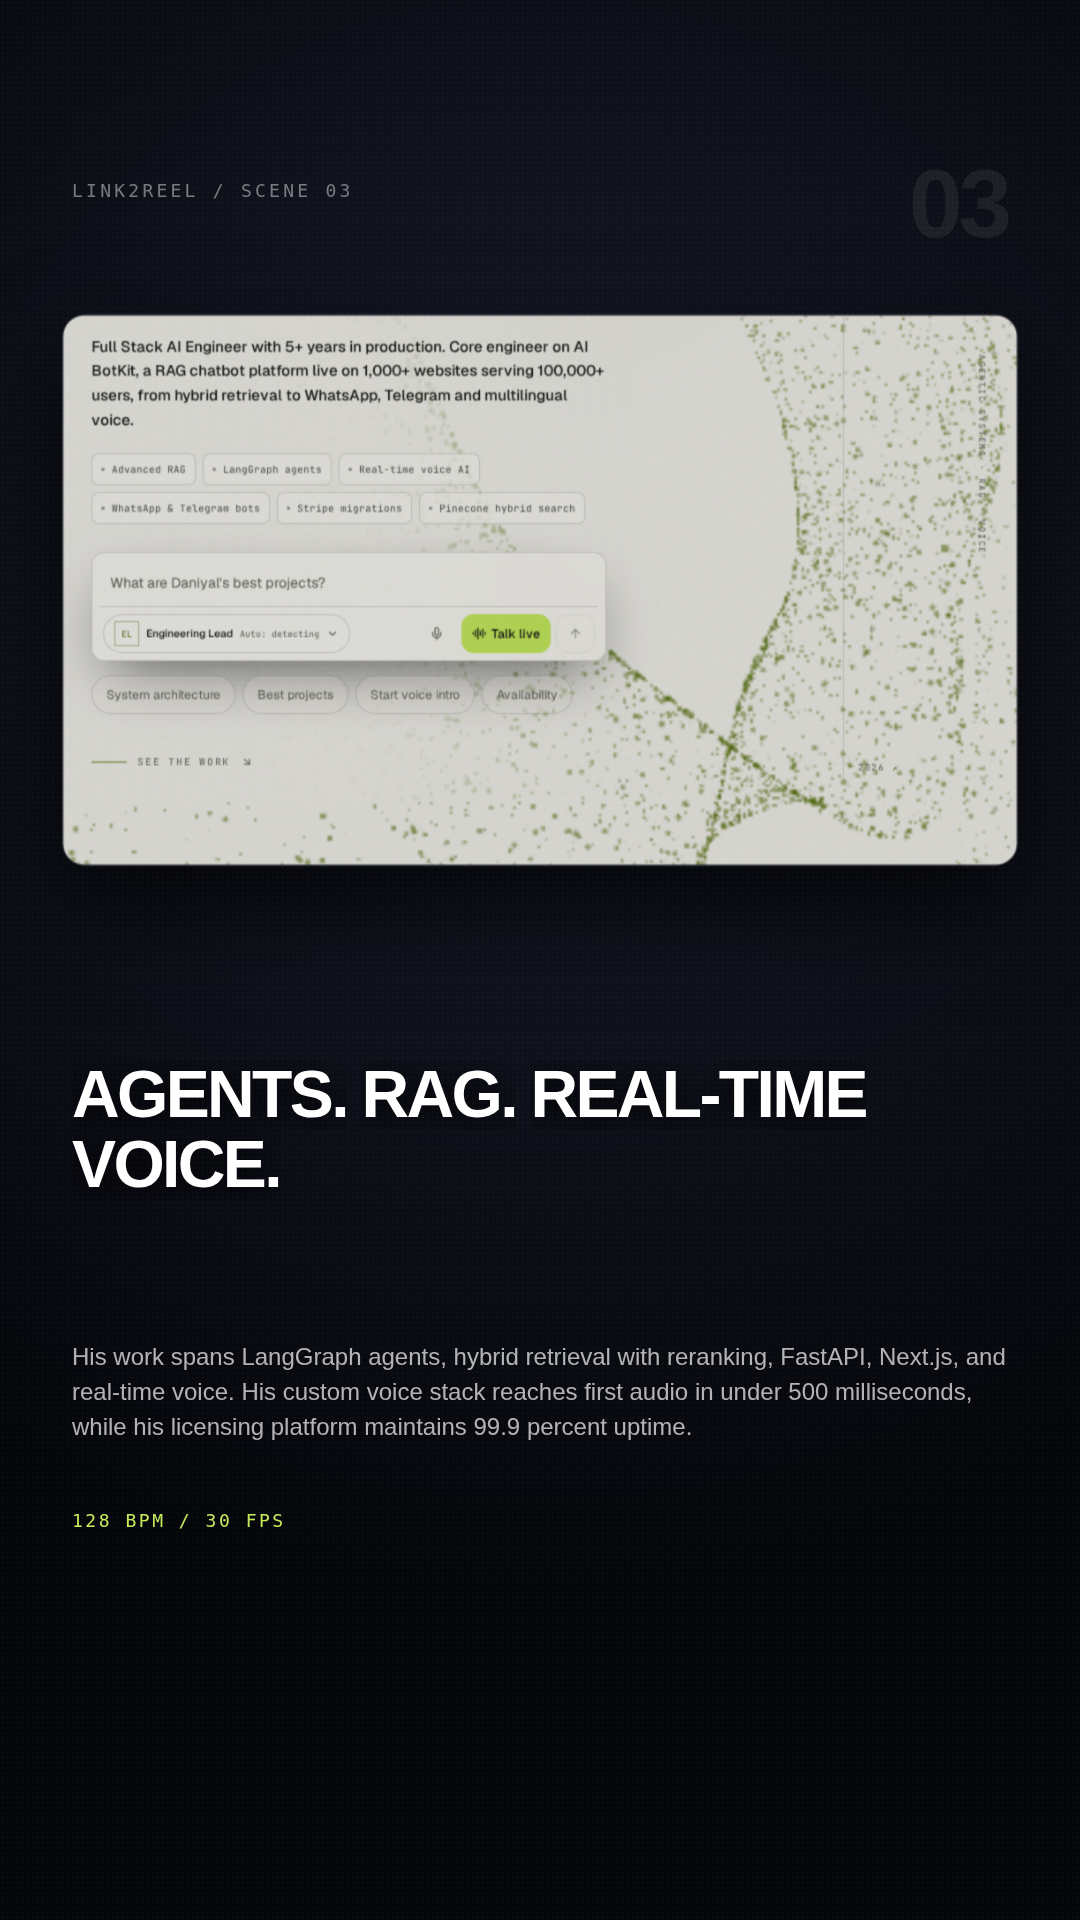 LINK2REEL / SCENE 03
03
Full Stack AI Engineer with 5+ years in production. Core engineer on AI
BotKit, a RAG chatbot platform live on 1,000+ websites serving 100,000+
users, from hybrid retrieval to WhatsApp, Telegram and multilingual
voice.
Advanced RAG
LangGraph agents
Real-time voice AI
WhatsApp & Telegram bots
Stripe migrations
Pinecone hybrid search
What are Daniyal's best projects?
EL Engineering Lead Auto: detecting
Talk live
System architecture
Best projects
Start voice intro
Availability
SEE THE WORK ↘
AGENTIC SYSTEMS · RAG · VOICE
2026 ↗
AGENTS. RAG. REAL-TIME
VOICE.
His work spans LangGraph agents, hybrid retrieval with reranking, FastAPI, Next.js, and
real-time voice. His custom voice stack reaches first audio in under 500 milliseconds,
while his licensing platform maintains 99.9 percent uptime.
128 BPM / 30 FPS